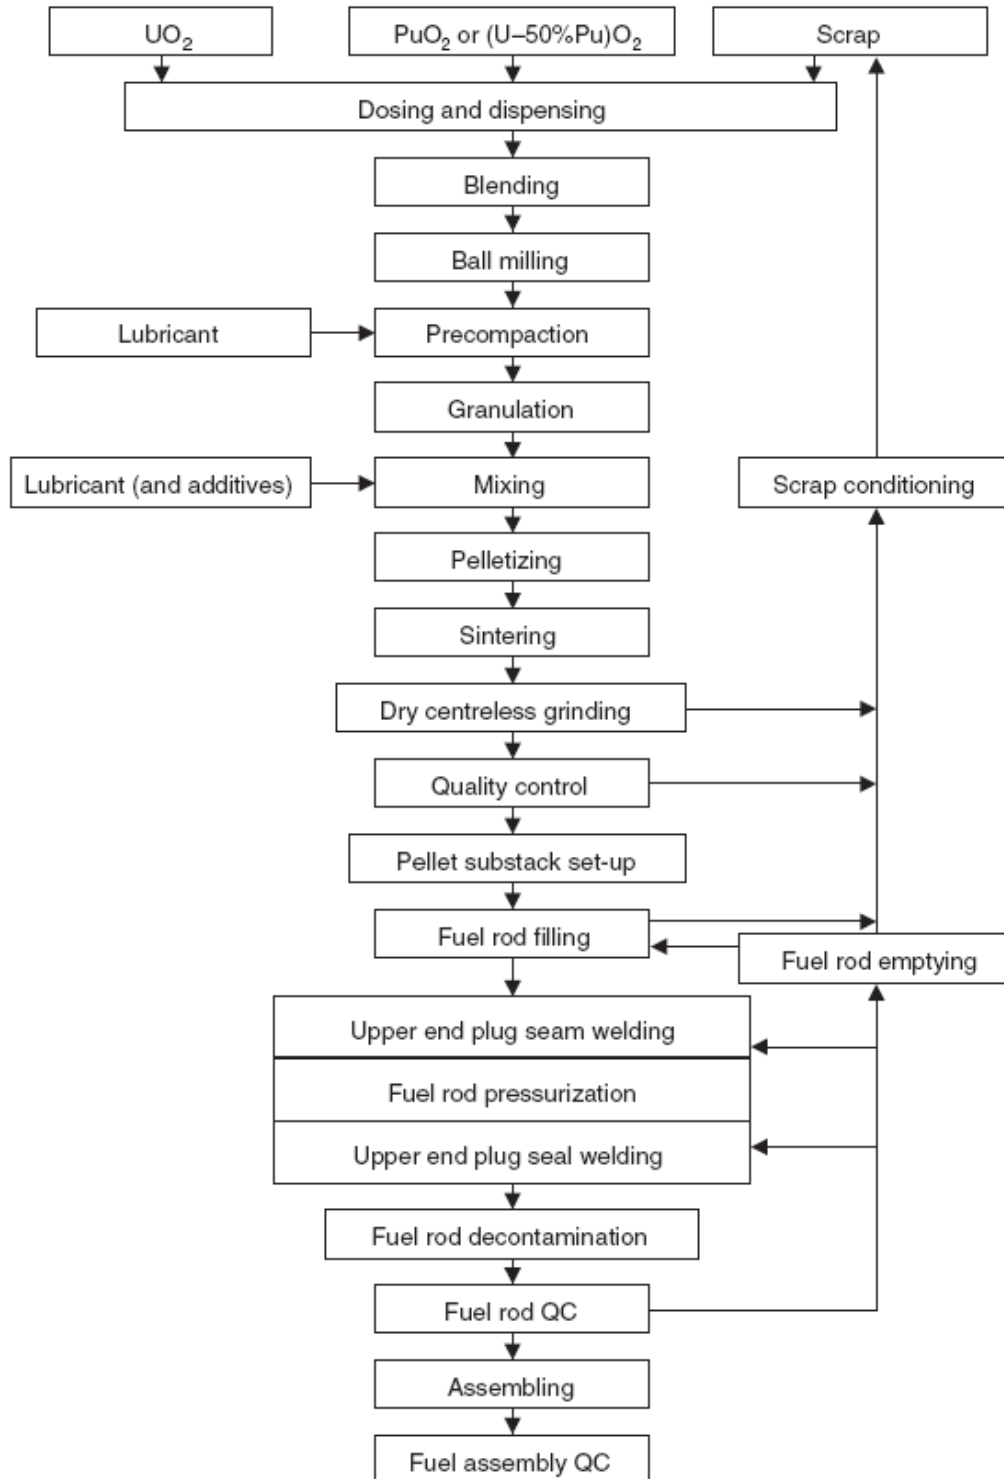 UO₂
PuO₂ or (U–50%Pu)O₂
Scrap
Dosing and dispensing
Blending
Ball milling
Lubricant
Precompaction
Granulation
Lubricant (and additives)
Mixing
Scrap conditioning
Pelletizing
Sintering
Dry centreless grinding
Quality control
Pellet substack set-up
Fuel rod filling
Fuel rod emptying
Upper end plug seam welding
Fuel rod pressurization
Upper end plug seal welding
Fuel rod decontamination
Fuel rod QC
Assembling
Fuel assembly QC